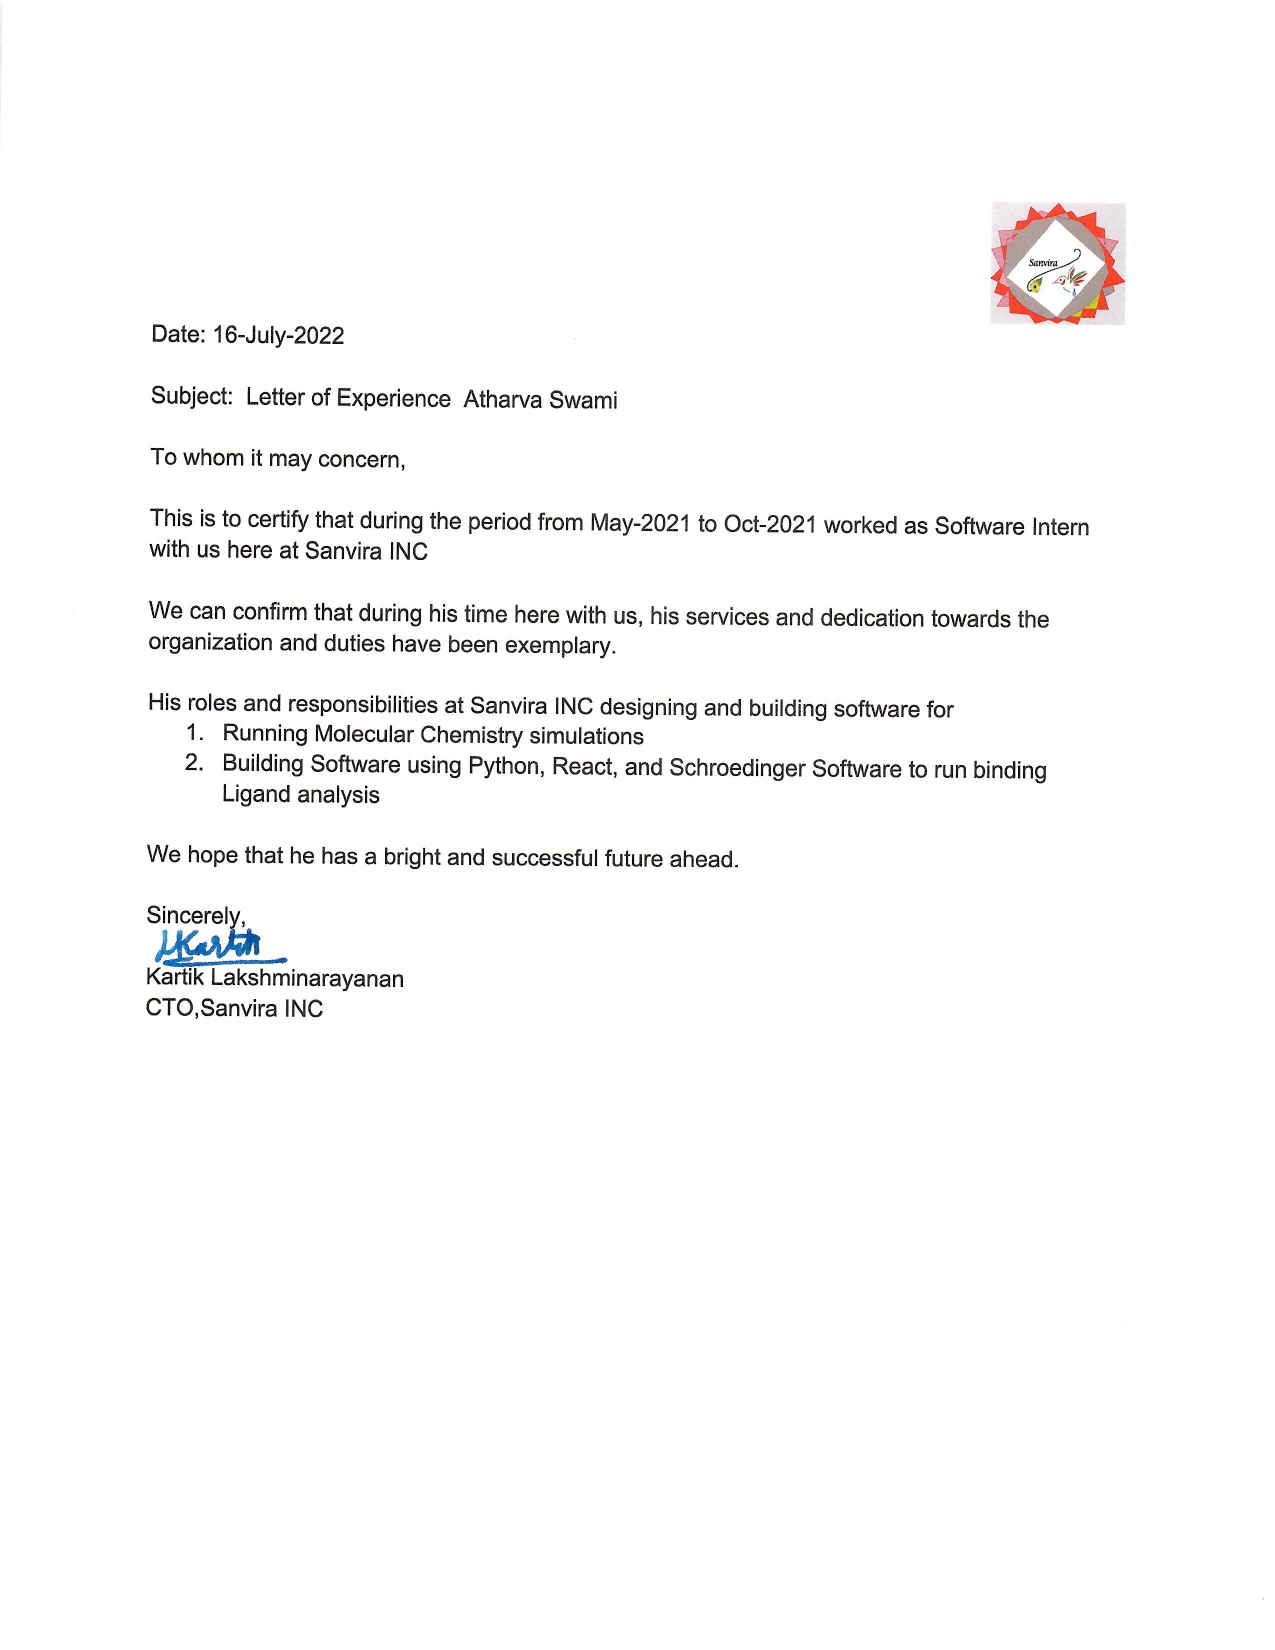 Sanvira
Date: 16-July-2022
Subject:  Letter of Experience  Atharva Swami
To whom it may concern,
This is to certify that during the period from May-2021 to Oct-2021 worked as Software Intern
with us here at Sanvira INC
We can confirm that during his time here with us, his services and dedication towards the
organization and duties have been exemplary.
His roles and responsibilities at Sanvira INC designing and building software for
1. Running Molecular Chemistry simulations
2. Building Software using Python, React, and Schroedinger Software to run binding
Ligand analysis
We hope that he has a bright and successful future ahead.
Sincerely,
LKartik
Kartik Lakshminarayanan
CTO,Sanvira INC